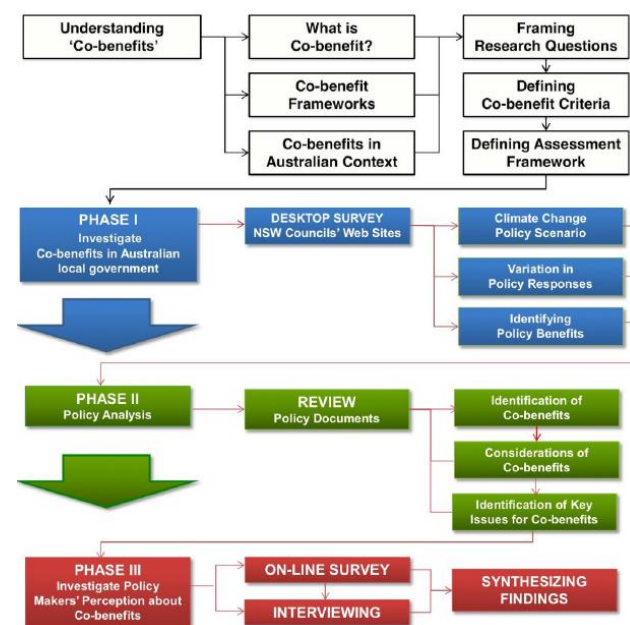 Understanding
‘Co-benefits’
What is
Co-benefit?
Framing
Research Questions
Co-benefit
Frameworks
Defining
Co-benefit Criteria
Co-benefits in
Australian Context
Defining Assessment
Framework
PHASE I
Investigate
Co-benefits in Australian
local government
DESKTOP SURVEY
NSW Councils’ Web Sites
Climate Change
Policy Scenario
Variation in
Policy Responses
Identifying
Policy Benefits
PHASE II
Policy Analysis
REVIEW
Policy Documents
Identification of
Co-benefits
Considerations of
Co-benefits
Identification of Key
Issues for Co-benefits
PHASE III
Investigate Policy
Makers’ Perception about
Co-benefits
ON-LINE SURVEY
INTERVIEWING
SYNTHESIZING
FINDINGS